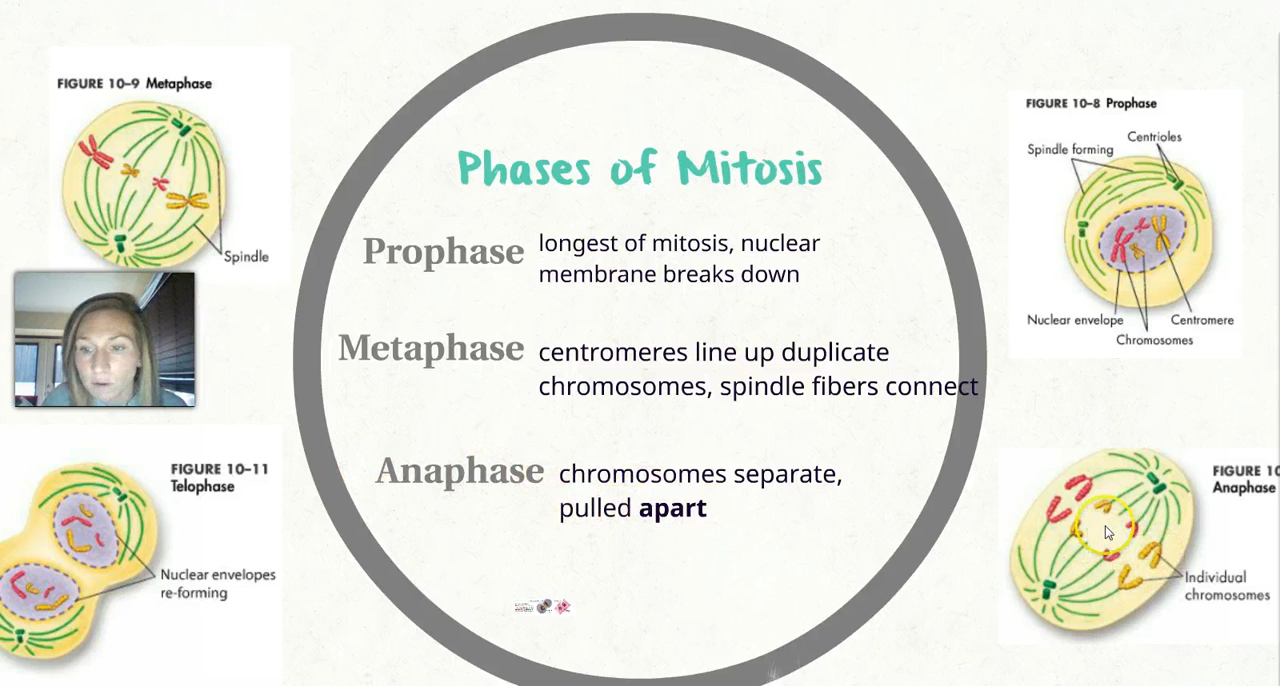 FIGURE 10–9 Metaphase
Spindle
FIGURE 10–11
Telophase
Nuclear envelopes
re-forming
Phases of Mitosis
Prophase
longest of mitosis, nuclear
membrane breaks down
Metaphase
centromeres line up duplicate
chromosomes, spindle fibers connect
Anaphase
chromosomes separate,
pulled apart
FIGURE 10–8 Prophase
Centrioles
Spindle forming
Nuclear envelope
Centromere
Chromosomes
FIGURE 10
Anaphase
Individual
chromosomes